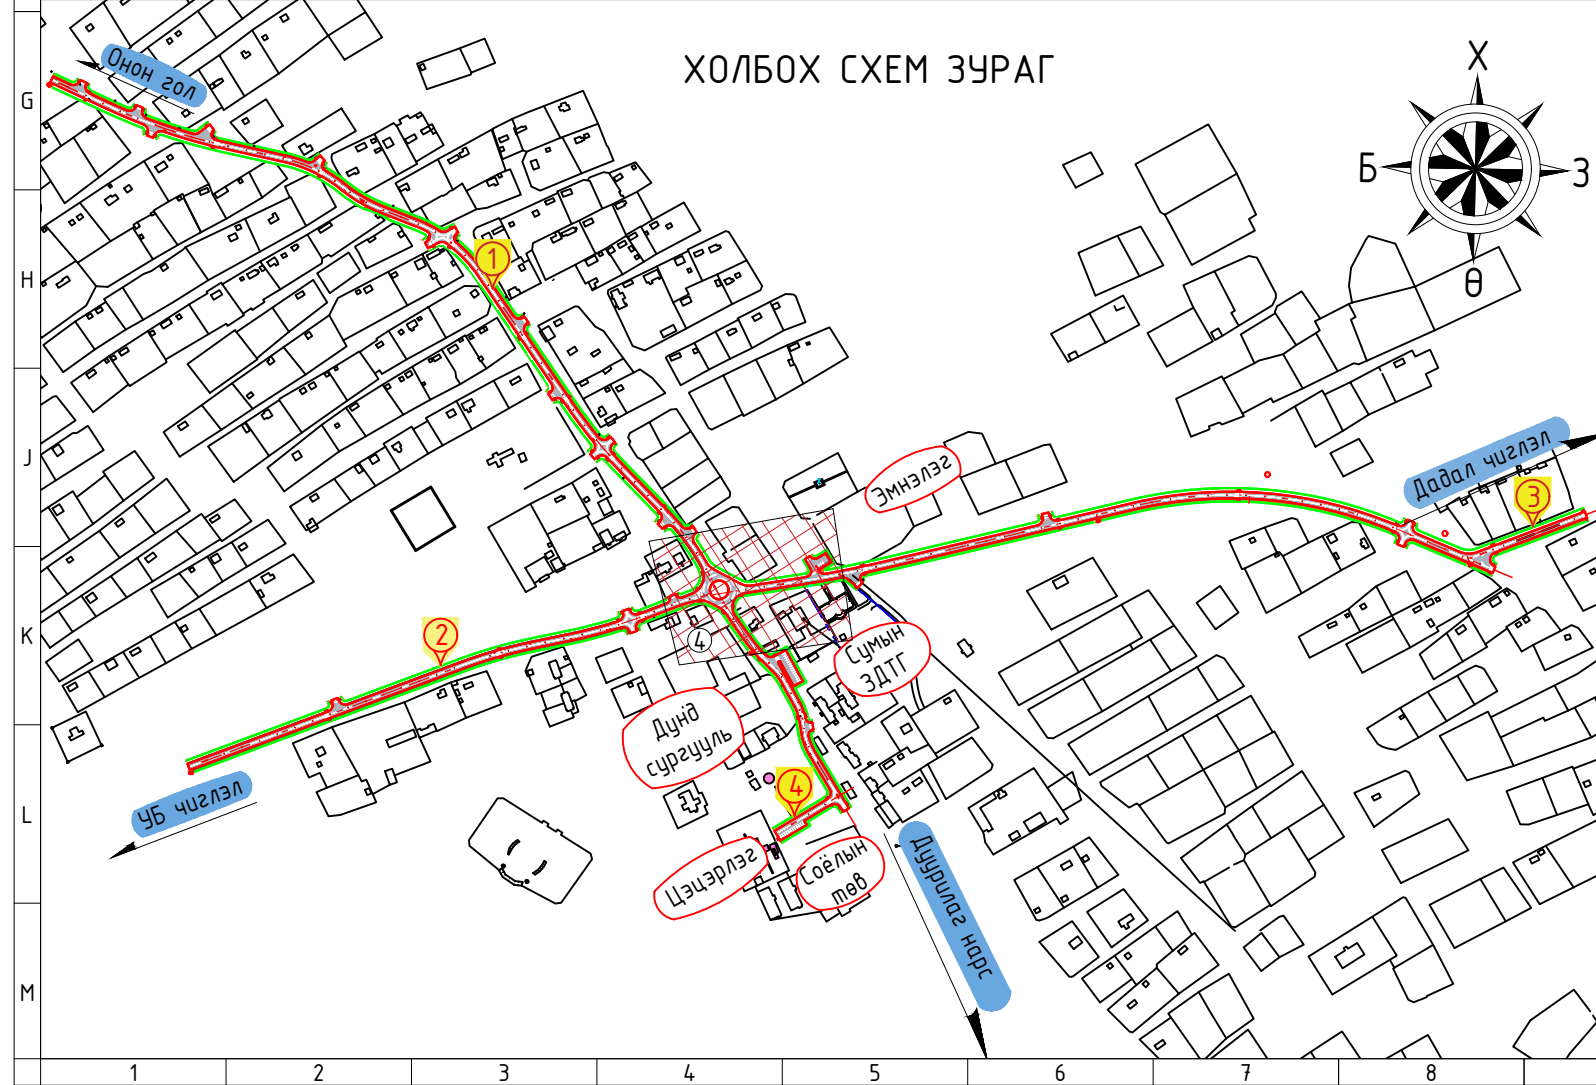 ХОЛБОХ СХЕМ ЗУРАГ
Х
Б
З
Ө
Онон гол
G
H
J
K
L
M
1
2
3
4
4
Эмнэлэг
Дадал чиглэл
Сумын
ЗДТГ
Дунд
сургууль
УБ чиглэл
Цэцэрлэг
Соёлын
төв
Дуурилаг нарс
1
2
3
4
5
6
7
8